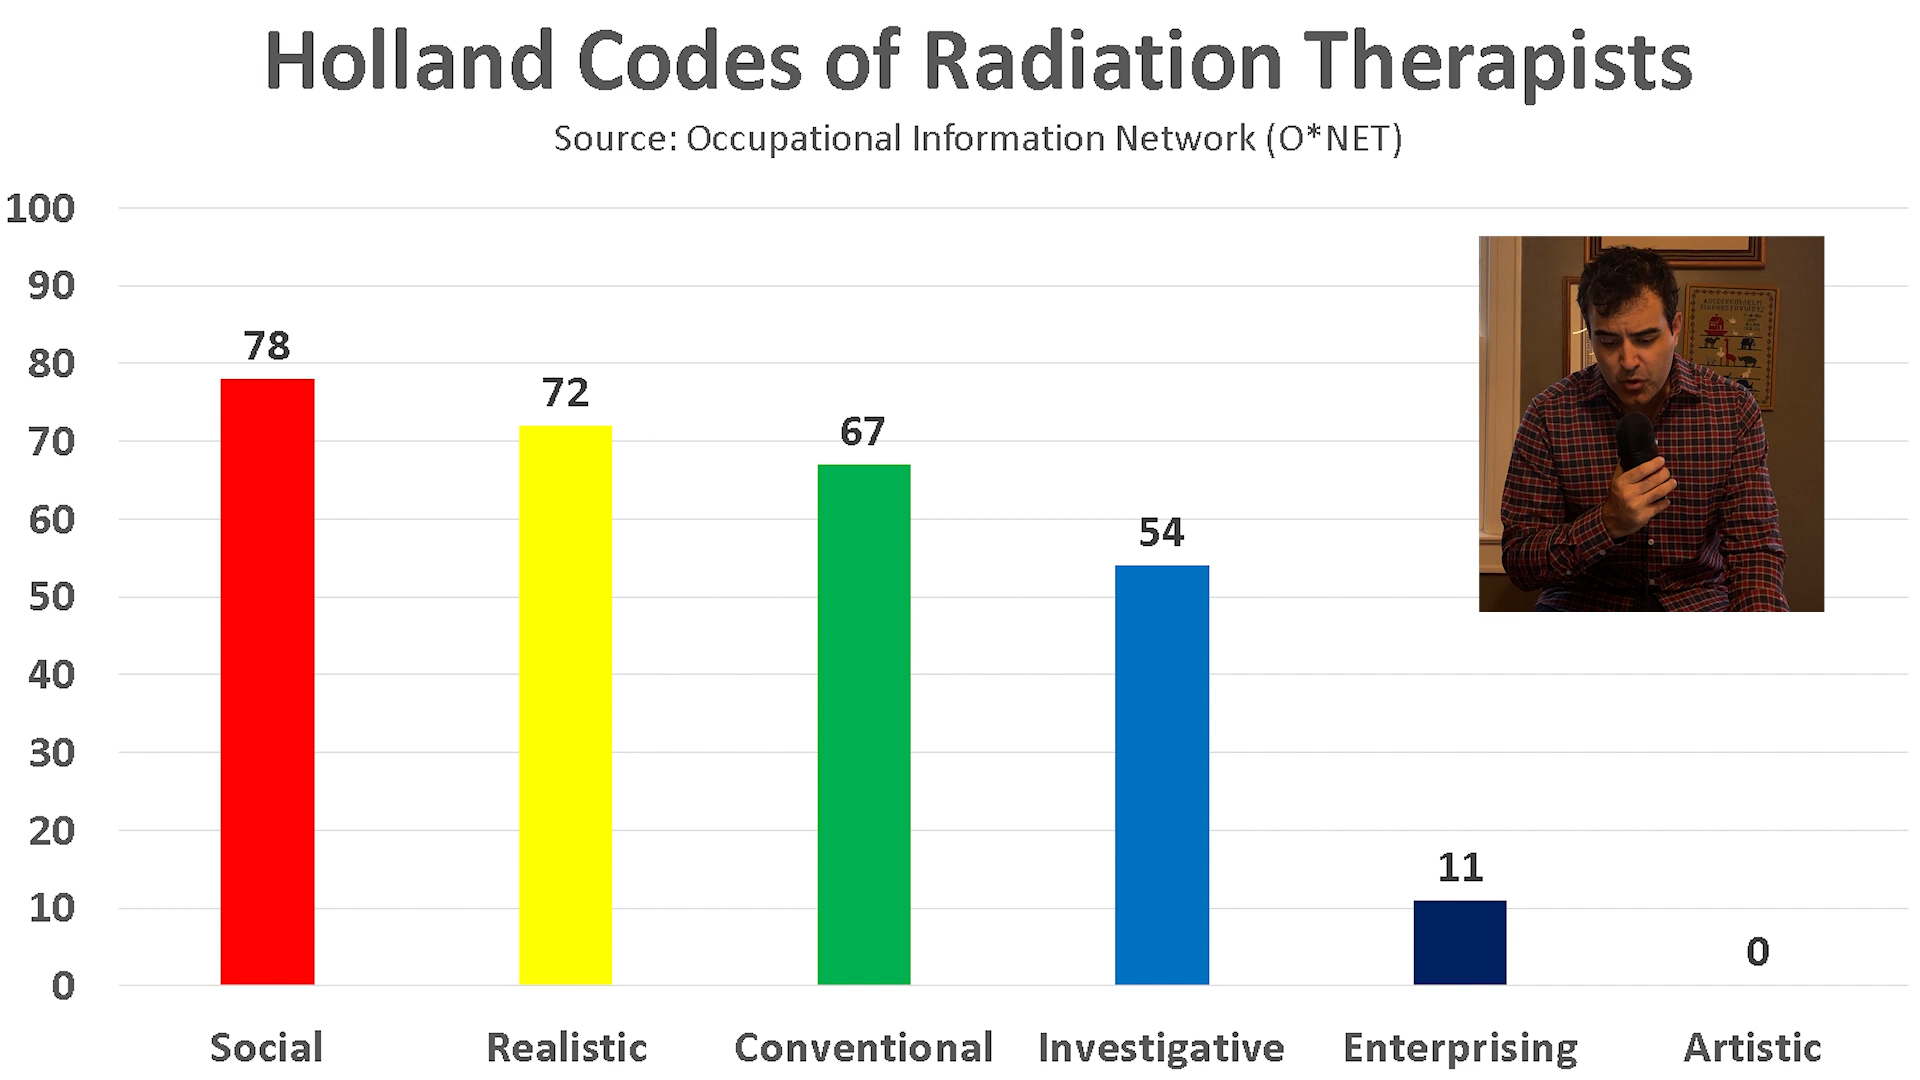 Holland Codes of Radiation Therapists
Source: Occupational Information Network (O*NET)
100
90
80
70
60
50
40
30
20
10
0
78
72
67
54
11
0
Social
Realistic
Conventional
Investigative
Enterprising
Artistic